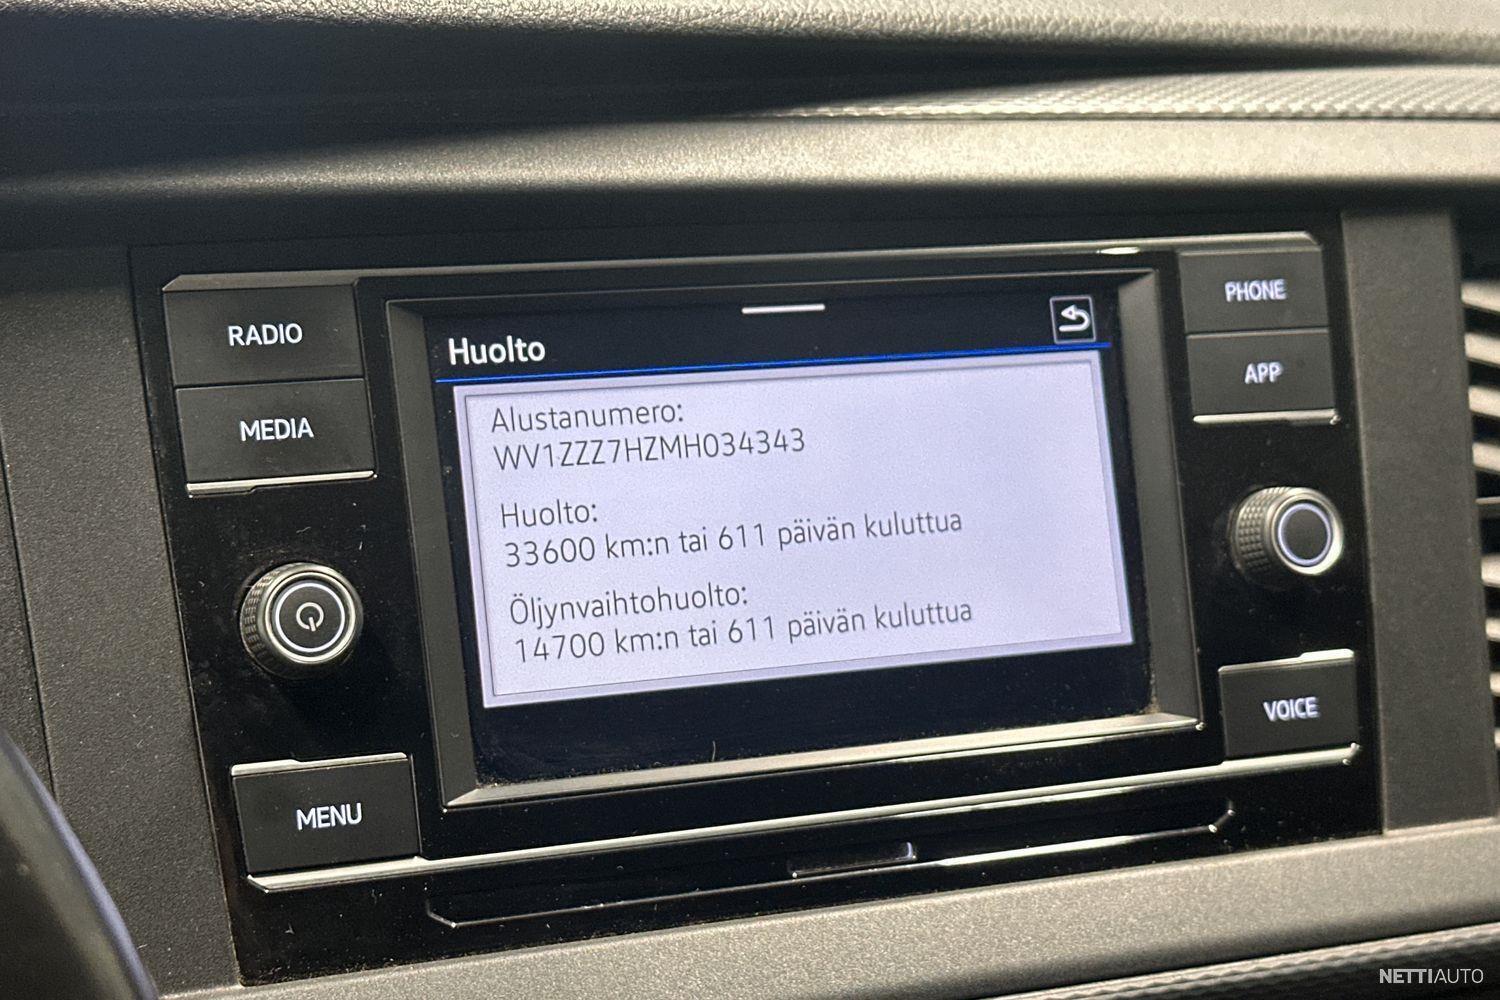 RADIO
MEDIA
MENU
Huolto
Alustanumero:
WV1ZZZ7HZMH034343
Huolto:
33600 km:n tai 611 päivän kuluttua
Öljynvaihtohuolto:
14700 km:n tai 611 päivän kuluttua
PHONE
APP
VOICE
NETTIAUTO